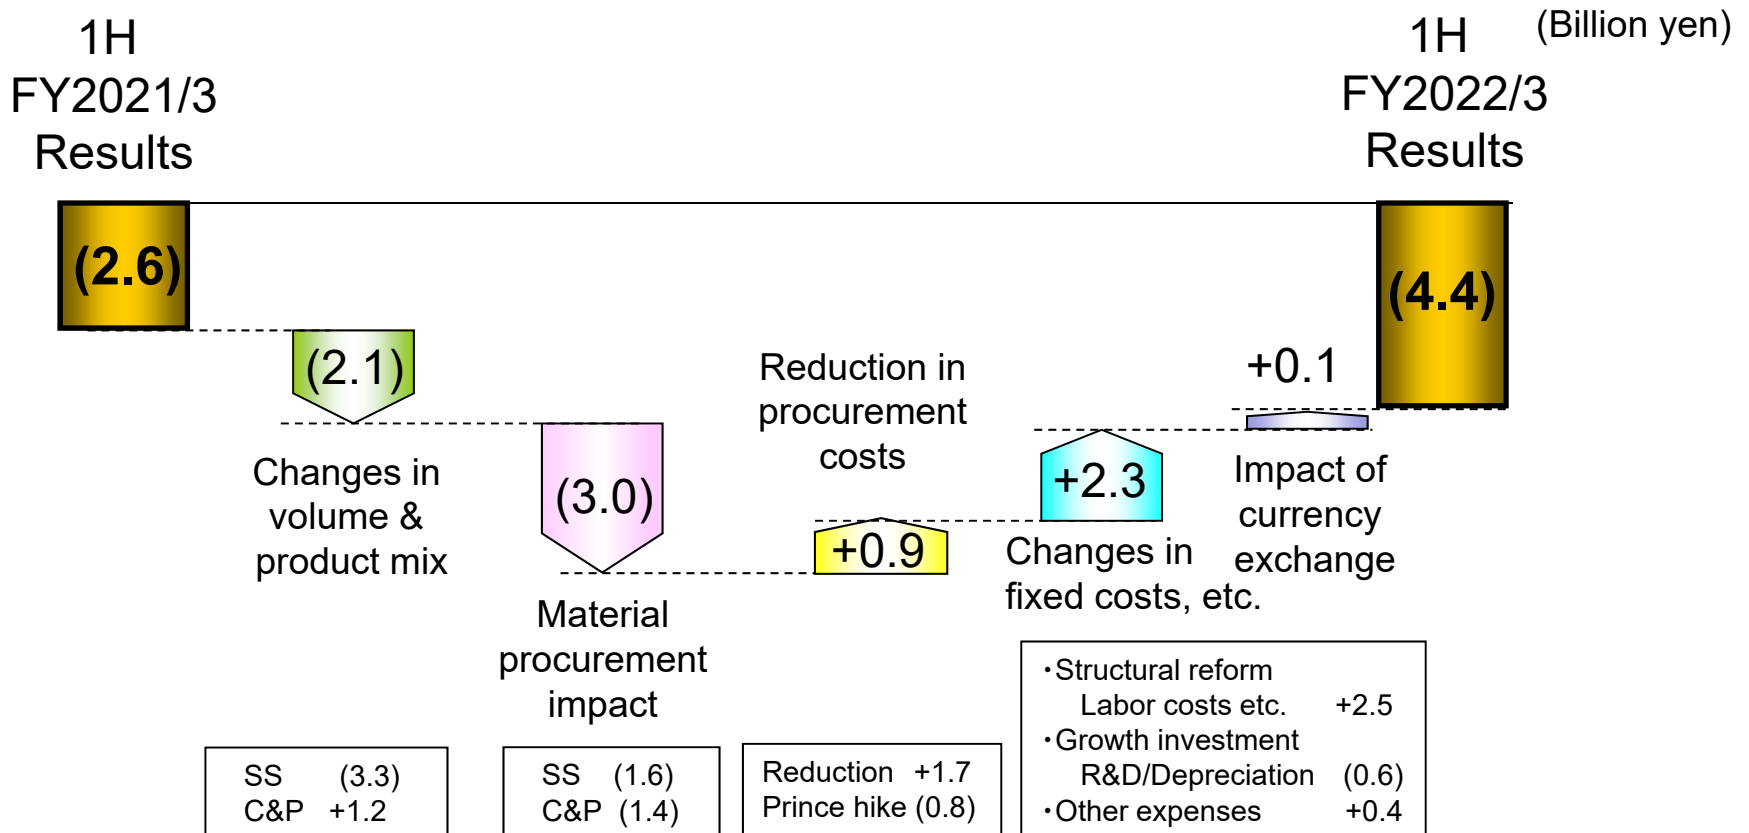 (Billion yen)
1H
FY2021/3
Results
1H
FY2022/3
Results
(2.6)
(4.4)
(2.1)
Changes in
volume &
product mix
(3.0)
Material
procurement
impact
Reduction in
procurement
costs
+0.9
+2.3
Changes in
fixed costs, etc.
+0.1
Impact of
currency
exchange
SS (3.3)
C&P +1.2
SS (1.6)
C&P (1.4)
Reduction +1.7
Prince hike (0.8)
・Structural reform
Labor costs etc. +2.5
・Growth investment
R&D/Depreciation (0.6)
・Other expenses +0.4